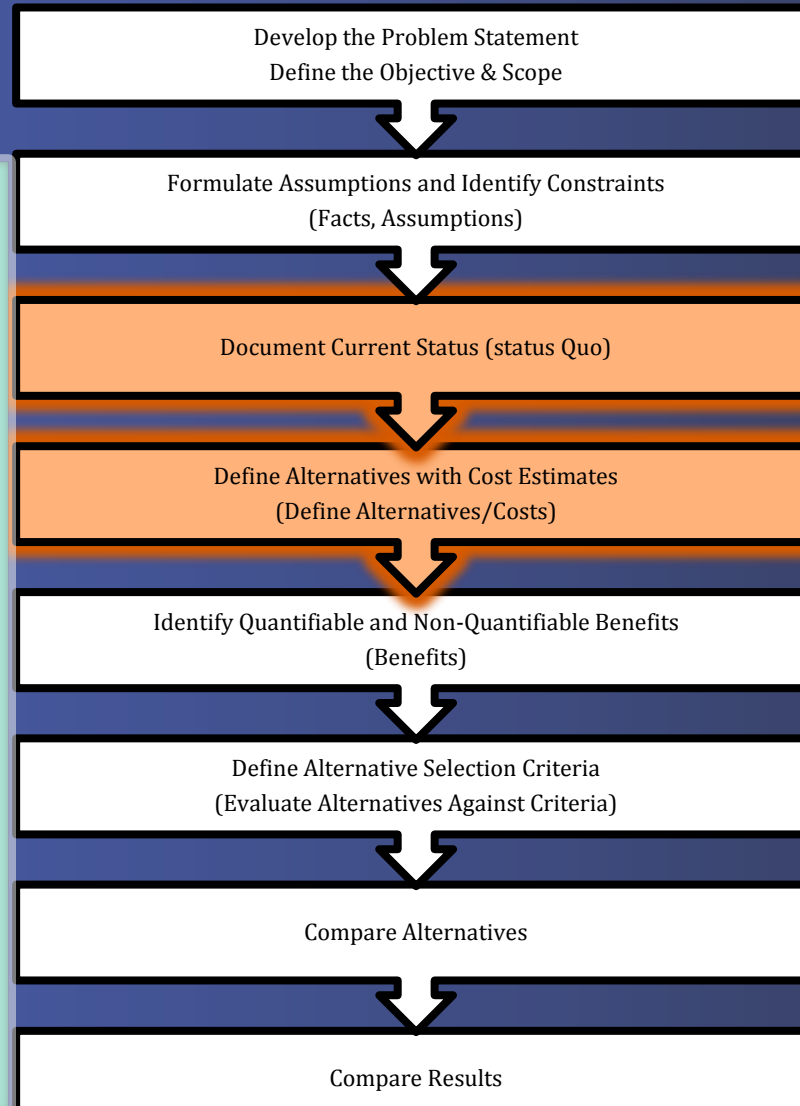 Develop the Problem Statement
Define the Objective & Scope
Formulate Assumptions and Identify Constraints
(Facts, Assumptions)
Document Current Status (status Quo)
Define Alternatives with Cost Estimates
(Define Alternatives/Costs)
Identify Quantifiable and Non-Quantifiable Benefits
(Benefits)
Define Alternative Selection Criteria
(Evaluate Alternatives Against Criteria)
Compare Alternatives
Compare Results